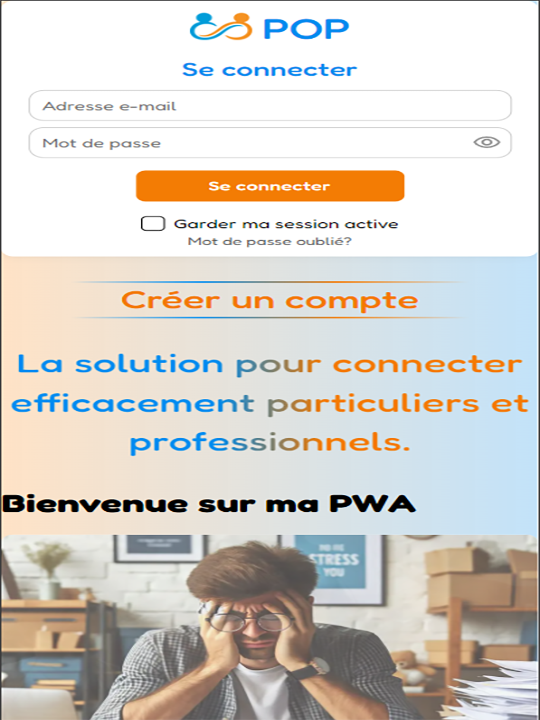 POP
Se connecter
Adresse e-mail
Mot de passe
Se connecter
Garder ma session active
Mot de passe oublié?
Créer un compte
La solution pour connecter
efficacement particuliers et
professionnels.
Bienvenue sur ma PWA
STRESS
YOU